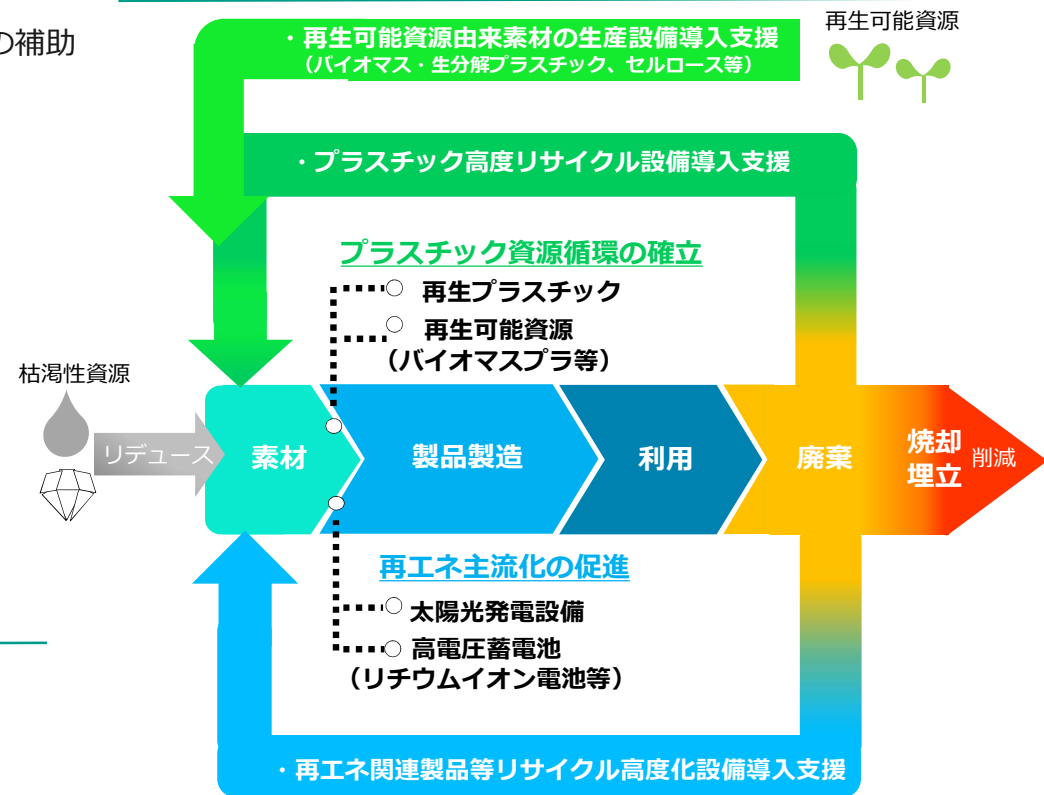 の補助
・再生可能資源由来素材の生産設備導入支援
（バイオマス・生分解プラスチック、セルロース等）
再生可能資源
・プラスチック高度リサイクル設備導入支援
プラスチック資源循環の確立
再生プラスチック
再生可能資源
（バイオマスプラ等）
枯渇性資源
リデュース
素材
製品製造
利用
廃棄
焼却
埋立
削減
再エネ主流化の促進
太陽光発電設備
高電圧蓄電池
（リチウムイオン電池等）
・再エネ関連製品等リサイクル高度化設備導入支援